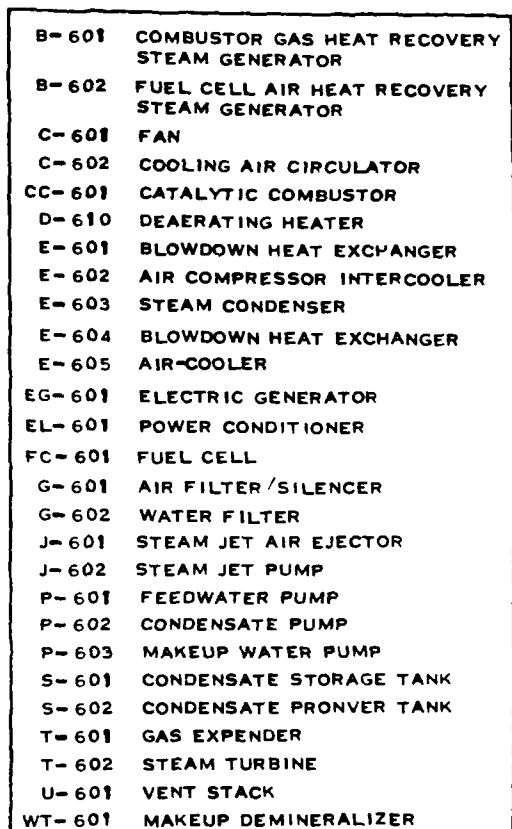 B-601 COMBUSTOR GAS HEAT RECOVERY
STEAM GENERATOR
B-602 FUEL CELL AIR HEAT RECOVERY
STEAM GENERATOR
C-601 FAN
C-602 COOLING AIR CIRCULATOR
CC-601 CATALYTIC COMBUSTOR
D-610 DEAERATING HEATER
E-601 BLOWDOWN HEAT EXCHANGER
E-602 AIR COMPRESSOR INTERCOOLER
E-603 STEAM CONDENSER
E-604 BLOWDOWN HEAT EXCHANGER
E-605 AIR-COOLER
EG-601 ELECTRIC GENERATOR
EL-601 POWER CONDITIONER
FC-601 FUEL CELL
G-601 AIR FILTER/SILENCER
G-602 WATER FILTER
J-601 STEAM JET AIR EJECTOR
J-602 STEAM JET PUMP
P-601 FEEDWATER PUMP
P-602 CONDENSATE PUMP
P-603 MAKEUP WATER PUMP
S-601 CONDENSATE STORAGE TANK
S-602 CONDENSATE PRONVER TANK
T-601 GAS EXPENDER
T-602 STEAM TURBINE
U-601 VENT STACK
WT-601 MAKEUP DEMINERALIZER